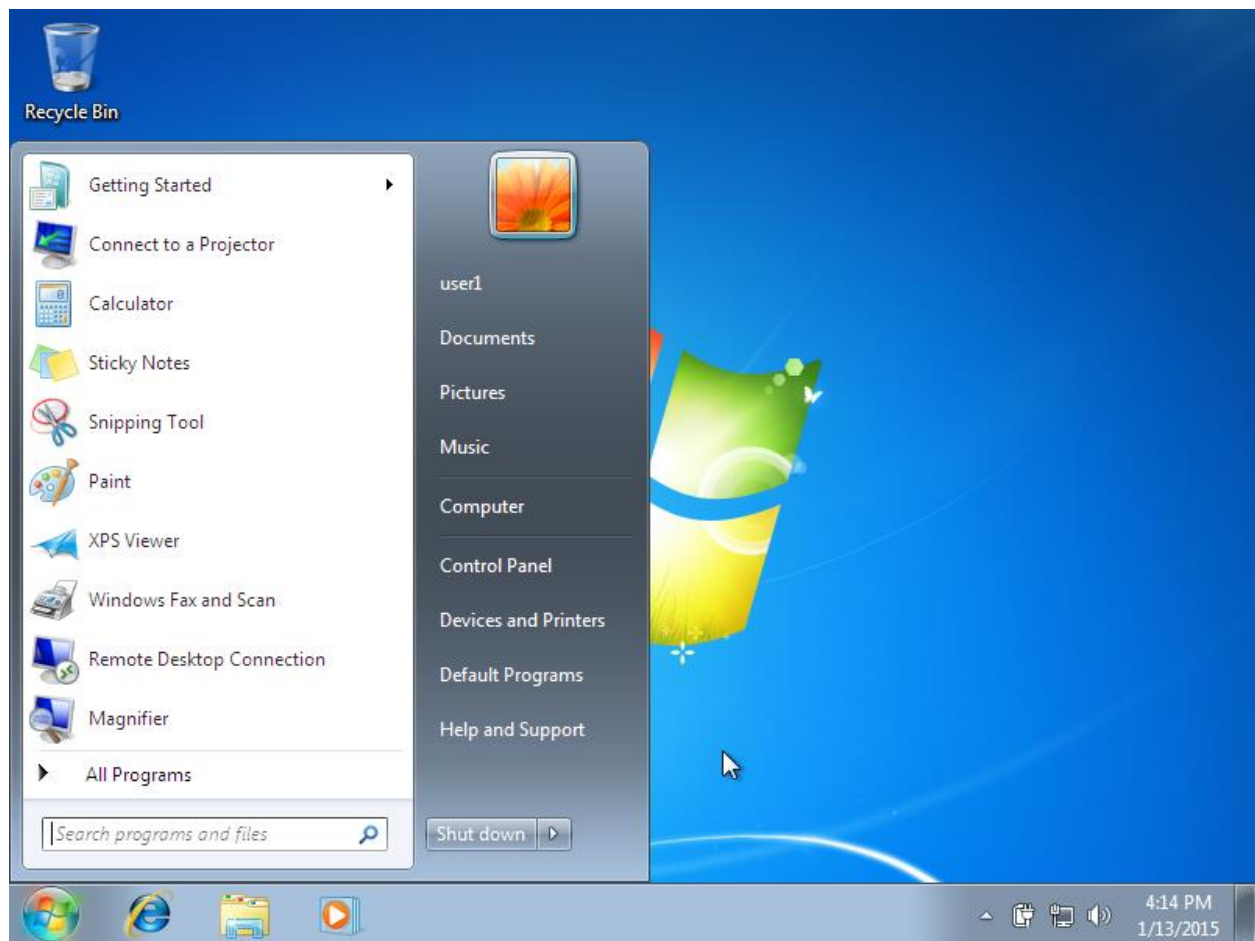 Recycle Bin
Getting Started
Connect to a Projector
Calculator
Sticky Notes
Snipping Tool
Paint
XPS Viewer
Windows Fax and Scan
Remote Desktop Connection
Magnifier
All Programs
Search programs and files
user1
Documents
Pictures
Music
Computer
Control Panel
Devices and Printers
Default Programs
Help and Support
Shut down
4:14 PM
1/13/2015